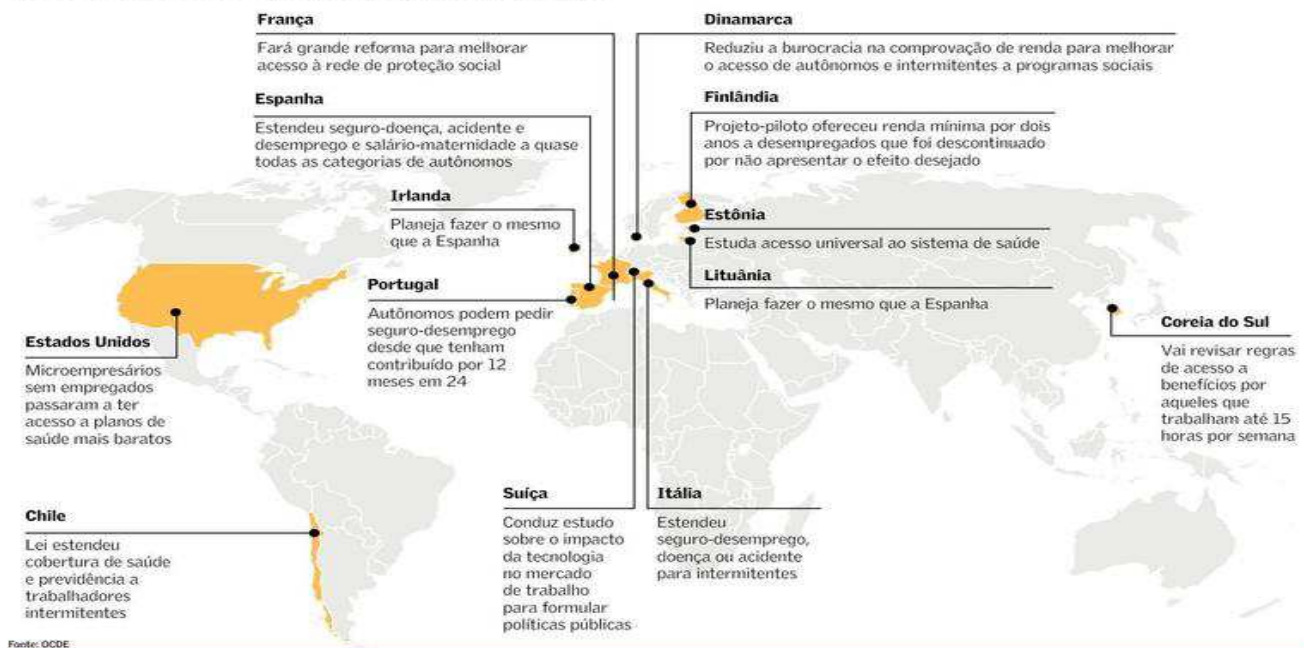 França
Fará grande reforma para melhorar
acesso à rede de proteção social
Dinamarca
Reduziu a burocracia na comprovação de renda para melhorar
o acesso de autônomos e intermitentes a programas sociais
Espanha
Estendeu seguro-doença, acidente e
desemprego e salário-maternidade a quase
todas as categorias de autônomos
Finlândia
Projeto-piloto ofereceu renda mínima por dois
anos a desempregados que foi descontinuado
por não apresentar o efeito desejado
Irlanda
Planeja fazer o mesmo
que a Espanha
Estônia
Estuda acesso universal ao sistema de saúde
Lituânia
Planeja fazer o mesmo que a Espanha
Portugal
Autônomos podem pedir
seguro-desemprego
desde que tenham
contribuído por 12
meses em 24
Estados Unidos
Microempresários
sem empregados
passaram a ter
acesso a planos de
saúde mais baratos
Coreia do Sul
Vai revisar regras
de acesso a
benefícios por
aqueles que
trabalham até 15
horas por semana
Chile
Lei estendeu
cobertura de saúde
e previdência a
trabalhadores
intermitentes
Suíça
Conduz estudo
sobre o impacto
da tecnologia
no mercado
de trabalho
para formular
políticas públicas
Itália
Estendeu
seguro-desemprego,
doença ou acidente
para intermitentes
Fonte: OCDE